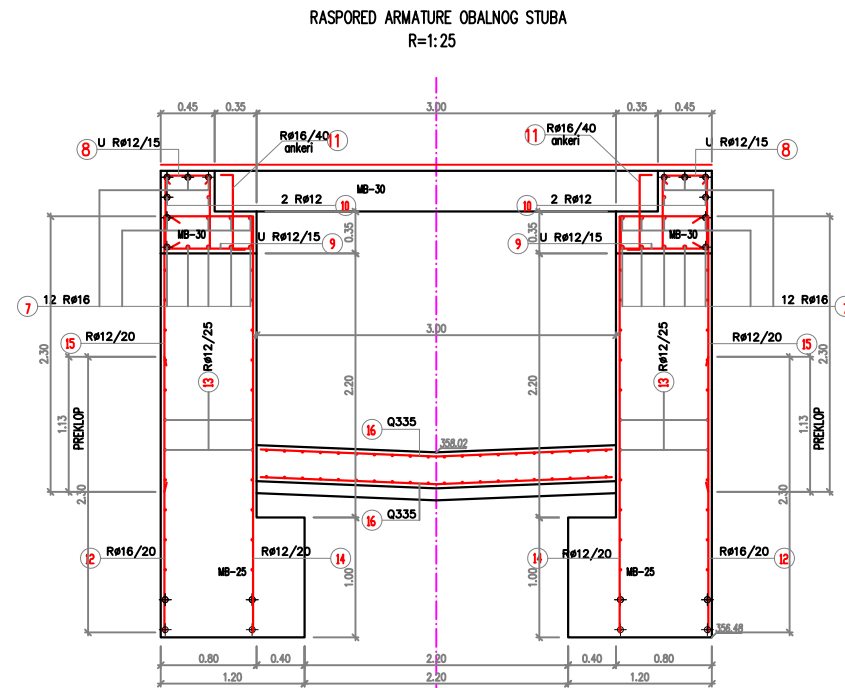 RASPORED ARMATURE OBALNOG STUBA
R=1:25
0.45 0.35 3.00 0.35 0.45
8 U RØ12/15 RØ16/40 11 ankeri
11 RØ16/40 ankeri U RØ12/15 8
MB-30
2 RØ12 10 10 2 RØ12
MB-30 U RØ12/15 9 0.35 0.35 9 U RØ12/15 MB-30
7 12 RØ16 12 RØ16
15 RØ12/20 3.00 RØ12/20 15
2.30 RØ12/25 RØ12/25 2.30
13 2.20 2.20 13
1.13 PREKLOP 16 Q335 358.02 PREKLOP 1.13
2.30 2.30
16 Q335
12 RØ16/20 RØ12/20 14 14 RØ12/20 RØ16/20 12
MB-25 1.00 1.00 MB-25
356.48
0.80 0.40 2.20 0.40 0.80
1.20 2.20 1.20